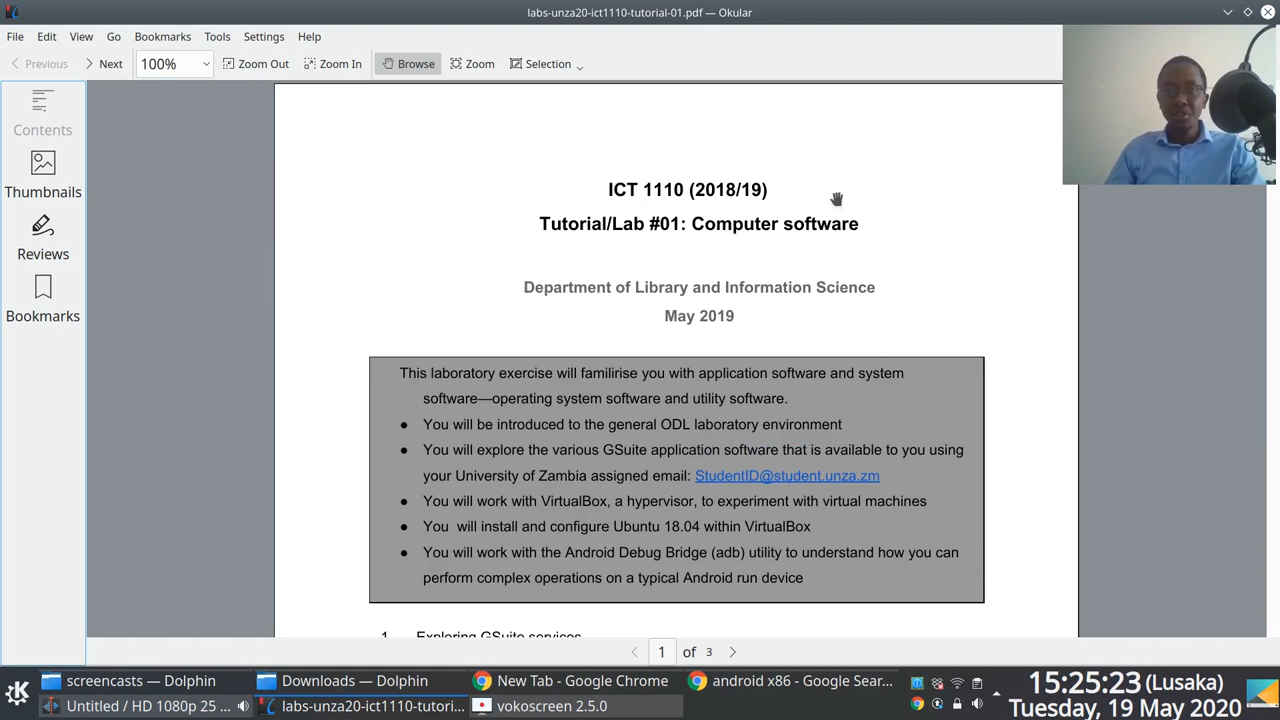 labs-unza20-ict1110-tutorial-01.pdf — Okular
File Edit View Go Bookmarks Tools Settings Help
Previous Next 100% Zoom Out Zoom In Browse Zoom Selection
Contents
Thumbnails
Reviews
Bookmarks
ICT 1110 (2018/19)
Tutorial/Lab #01: Computer software
Department of Library and Information Science
May 2019
This laboratory exercise will familirise you with application software and system
software—operating system software and utility software.
● You will be introduced to the general ODL laboratory environment
● You will explore the various GSuite application software that is available to you using
your University of Zambia assigned email: StudentID@student.unza.zm
● You will work with VirtualBox, a hypervisor, to experiment with virtual machines
● You will install and configure Ubuntu 18.04 within VirtualBox
● You will work with the Android Debug Bridge (adb) utility to understand how you can
perform complex operations on a typical Android run device
1 Exploring GSuite services
1 of 3
screencasts — Dolphin Downloads — Dolphin New Tab - Google Chrome android x86 - Google Sear...
Untitled / HD 1080p 25 ... labs-unza20-ict1110-tutori... vokoscreen 2.5.0
15:25:23 (Lusaka)
Tuesday, 19 May 2020